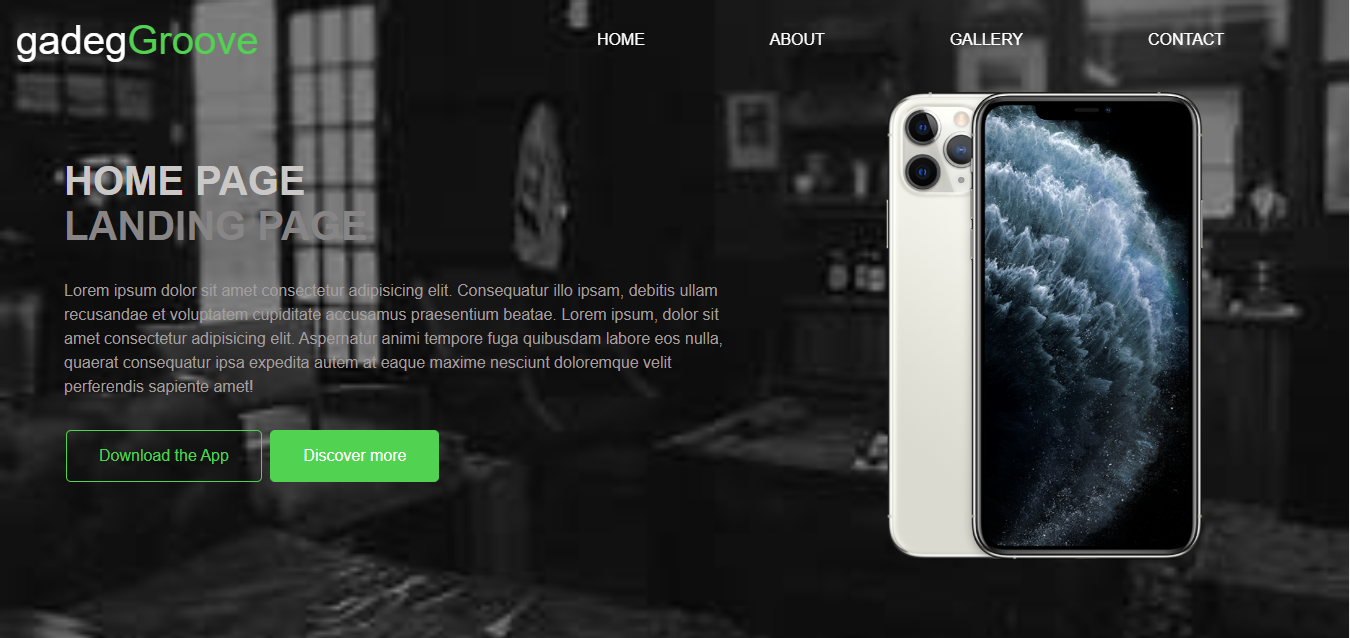 gadegGroove
HOME ABOUT GALLERY CONTACT
HOME PAGE
LANDING PAGE
Lorem ipsum dolor sit amet consectetur adipisicing elit. Consequatur illo ipsam, debitis ullam
recusandae et voluptatem cupiditate accusamus praesentium beatae. Lorem ipsum, dolor sit
amet consectetur adipisicing elit. Aspernatur animi tempore fuga quibusdam labore eos nulla,
quaerat consequatur ipsa expedita autem at eaque maxime nesciunt doloremque velit
perferendis sapiente amet!
Download the App Discover more